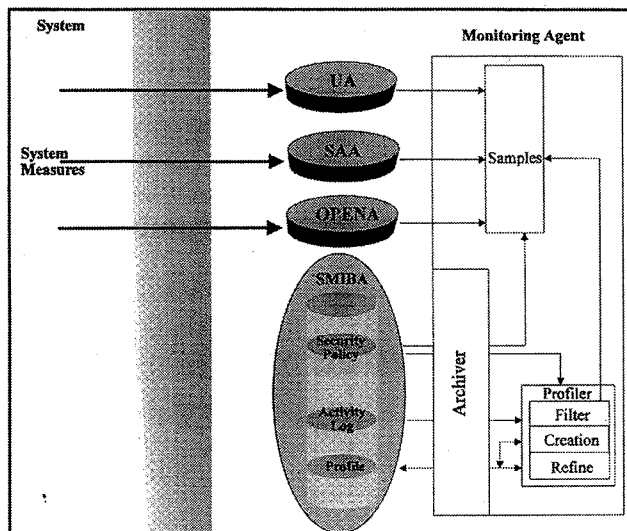 System
Monitoring Agent
UA
System
Measures
SAA
Samples
OPENA
SMIBA
Security
Policy
Archiver
Profiler
Activity
Log
Filter
Creation
Profile
Refine